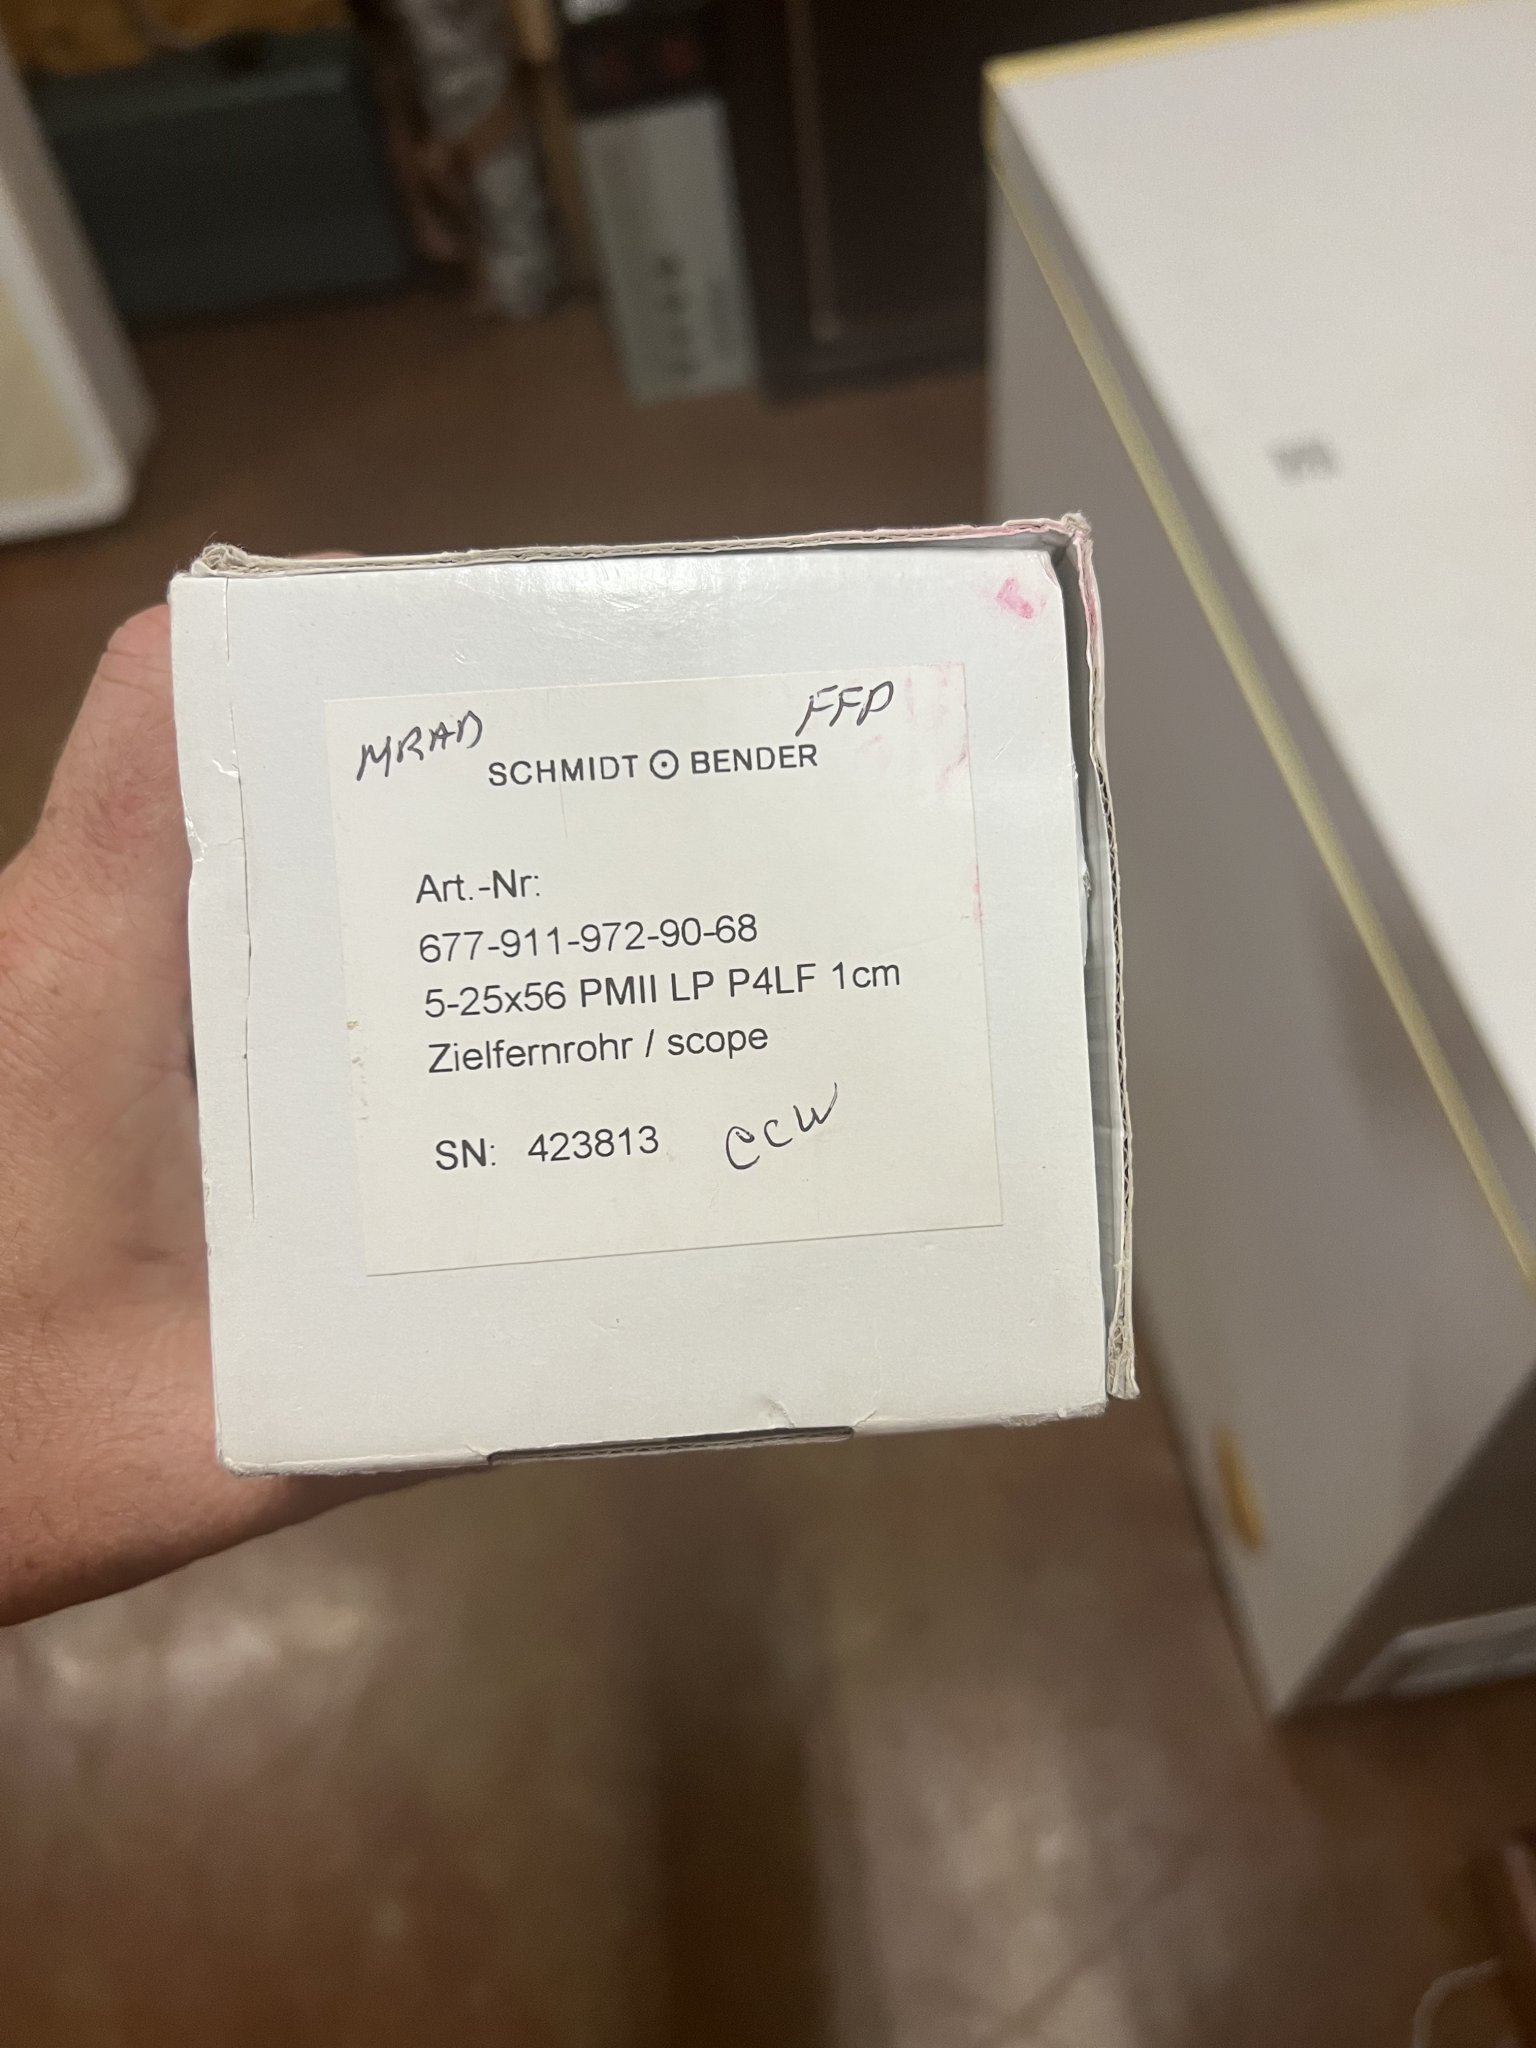 MRAD FFP
SCHMIDT BENDER
Art.-Nr:
677-911-972-90-68
5-25x56 PMII LP P4LF 1cm
Zielfernrohr / scope
SN: 423813 CCW